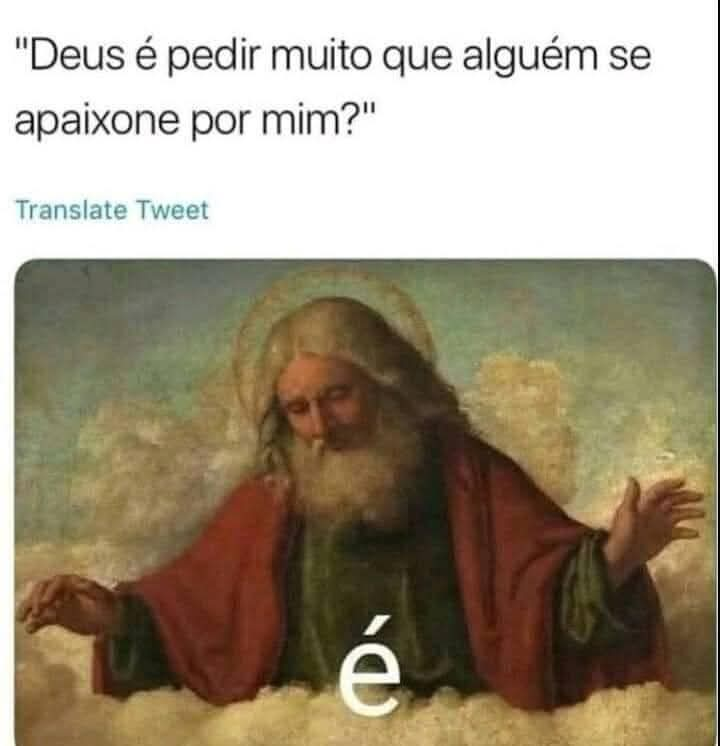 "Deus é pedir muito que alguém se
apaixone por mim?"
Translate Tweet
é